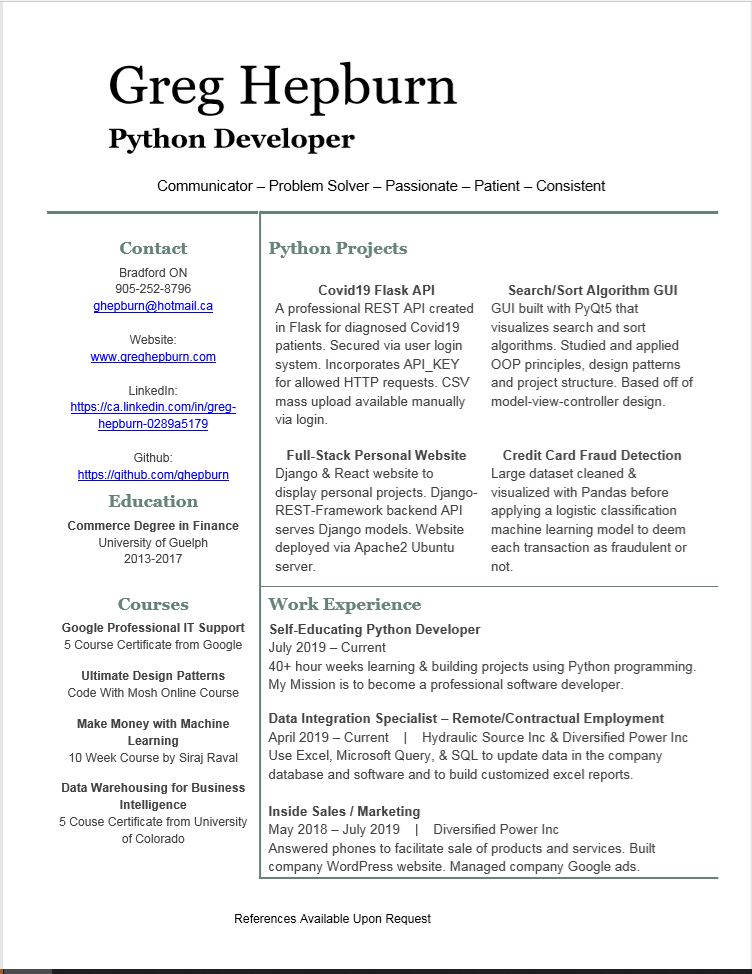 Greg Hepburn
Python Developer
Communicator – Problem Solver – Passionate – Patient – Consistent
Contact
Bradford ON
905-252-8796
ghepburn@hotmail.ca
Website:
www.greghepburn.com
LinkedIn:
https://ca.linkedin.com/in/greg-
hepburn-0289a5179
Github:
https://github.com/ghepburn
Education
Commerce Degree in Finance
University of Guelph
2013-2017
Courses
Google Professional IT Support
5 Course Certificate from Google
Ultimate Design Patterns
Code With Mosh Online Course
Make Money with Machine
Learning
10 Week Course by Siraj Raval
Data Warehousing for Business
Intelligence
5 Couse Certificate from University
of Colorado
Python Projects
Covid19 Flask API
A professional REST API created
in Flask for diagnosed Covid19
patients. Secured via user login
system. Incorporates API_KEY
for allowed HTTP requests. CSV
mass upload available manually
via login.
Search/Sort Algorithm GUI
GUI built with PyQt5 that
visualizes search and sort
algorithms. Studied and applied
OOP principles, design patterns
and project structure. Based off of
model-view-controller design.
Full-Stack Personal Website
Django & React website to
display personal projects. Django-
REST-Framework backend API
serves Django models. Website
deployed via Apache2 Ubuntu
server.
Credit Card Fraud Detection
Large dataset cleaned &
visualized with Pandas before
applying a logistic classification
machine learning model to deem
each transaction as fraudulent or
not.
Work Experience
Self-Educating Python Developer
July 2019 – Current
40+ hour weeks learning & building projects using Python programming.
My Mission is to become a professional software developer.
Data Integration Specialist – Remote/Contractual Employment
April 2019 – Current | Hydraulic Source Inc & Diversified Power Inc
Use Excel, Microsoft Query, & SQL to update data in the company
database and software and to build customized excel reports.
Inside Sales / Marketing
May 2018 – July 2019 | Diversified Power Inc
Answered phones to facilitate sale of products and services. Built
company WordPress website. Managed company Google ads.
References Available Upon Request